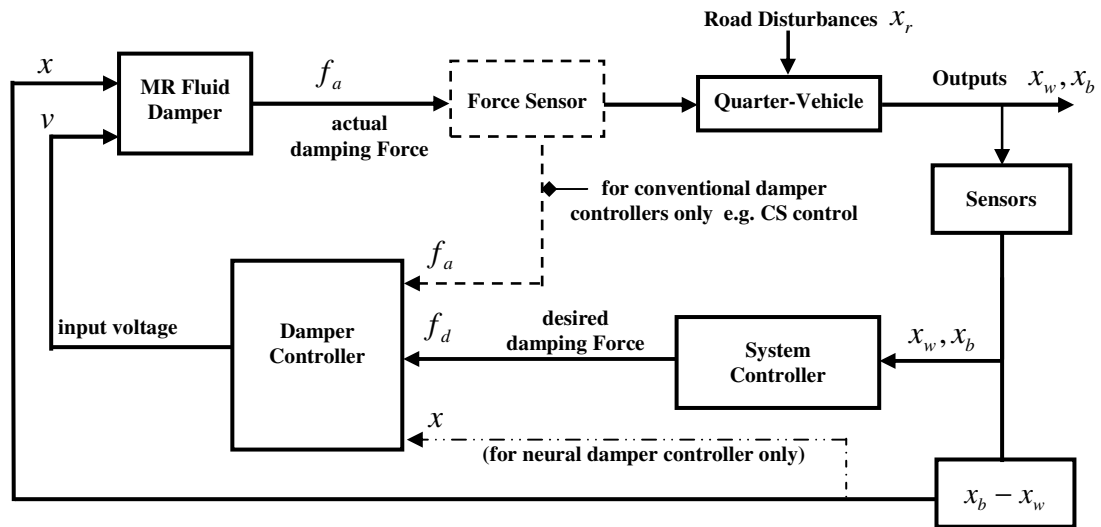 Road Disturbances x_r
x
MR Fluid
Damper
f_a
Force Sensor
Quarter-Vehicle
Outputs x_w, x_b
v
actual
damping Force
for conventional damper
controllers only e.g. CS control
Sensors
f_a
input voltage
Damper
Controller
f_d
desired
damping Force
System
Controller
x_w, x_b
x
(for neural damper controller only)
x_b − x_w